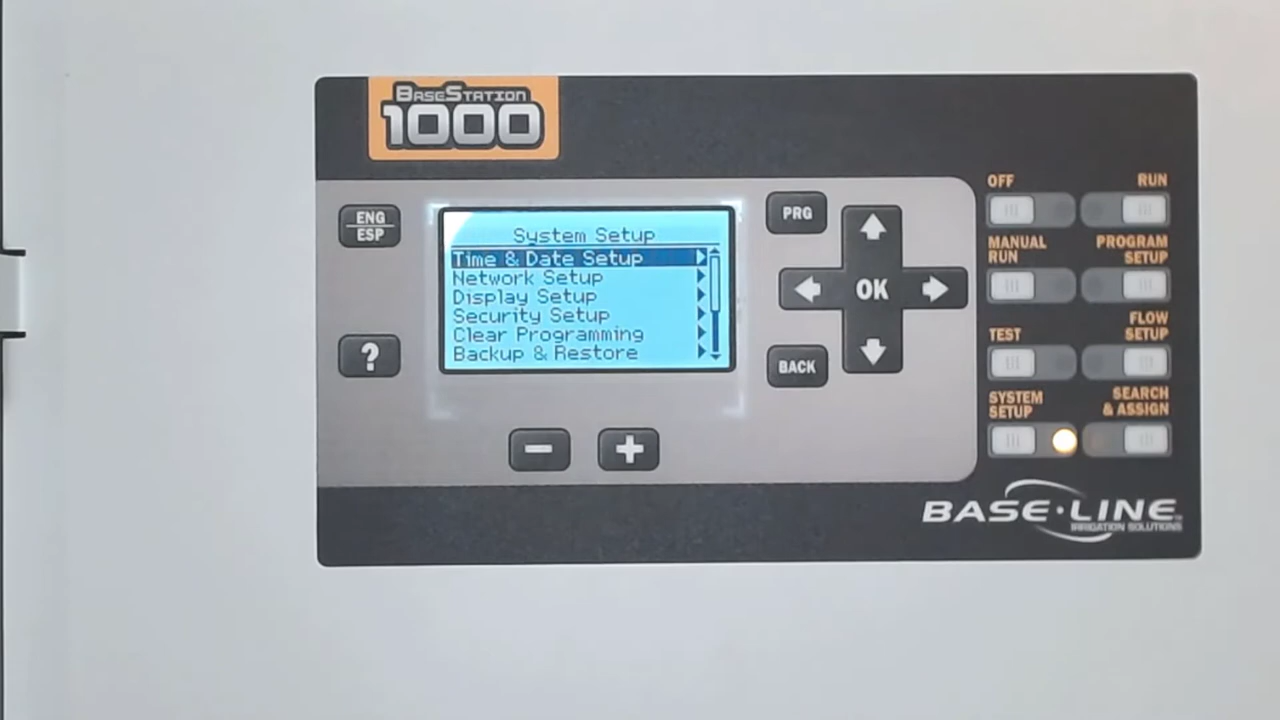 BASESTATION
1000
ENG
ESP
?
System Setup
Time & Date Setup
Network Setup
Display Setup
Security Setup
Clear Programming
Backup & Restore
PRG
OK
BACK
OFF
RUN
MANUAL
RUN
PROGRAM
SETUP
TEST
FLOW
SETUP
SYSTEM
SETUP
SEARCH
& ASSIGN
BASE·LINE
IRRIGATION SOLUTIONS